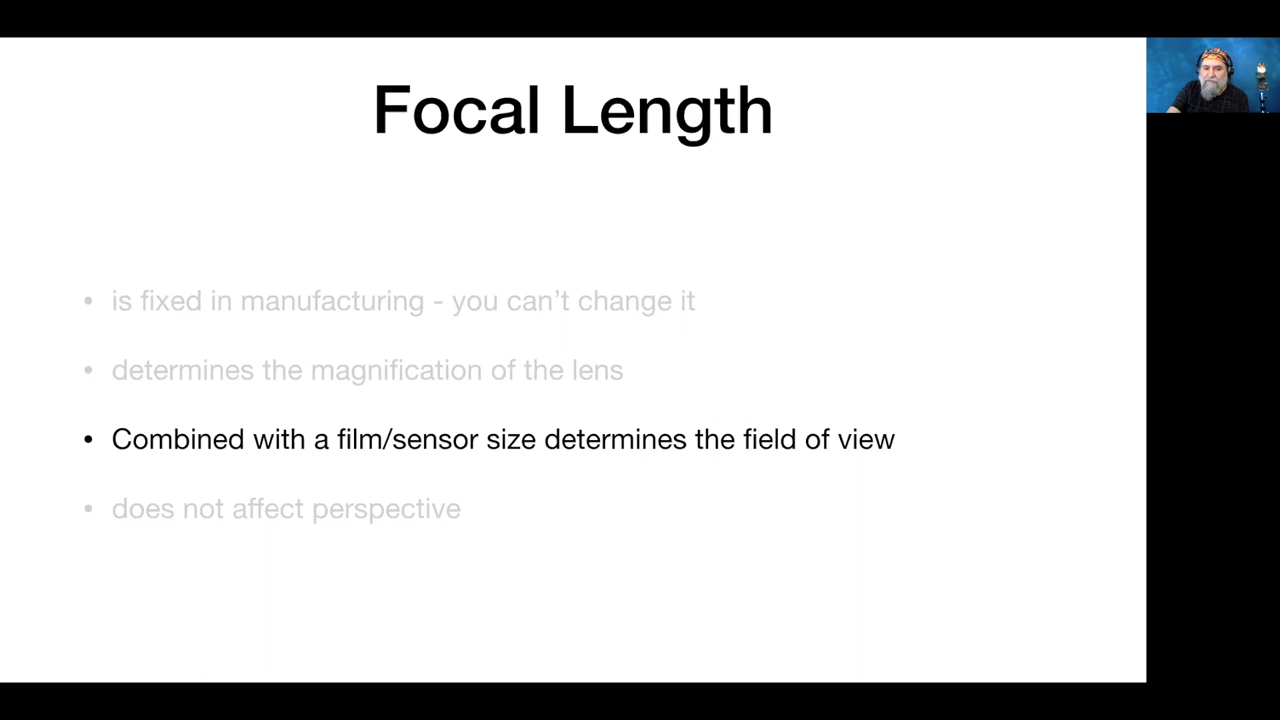 Focal Length
• is fixed in manufacturing - you can’t change it
• determines the magnification of the lens
• Combined with a film/sensor size determines the field of view
• does not affect perspective